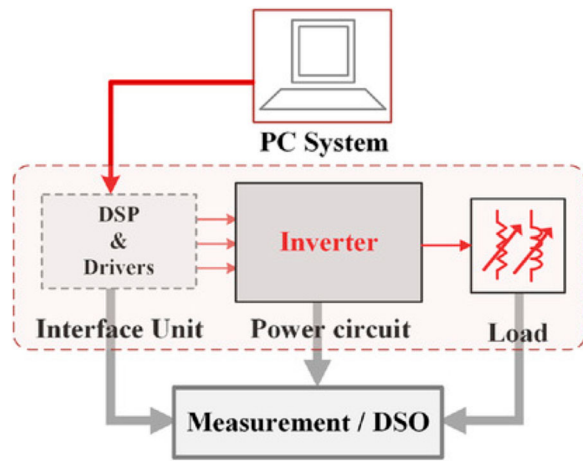 PC System
DSP
&
Drivers
Inverter
Interface Unit
Power circuit
Load
Measurement / DSO